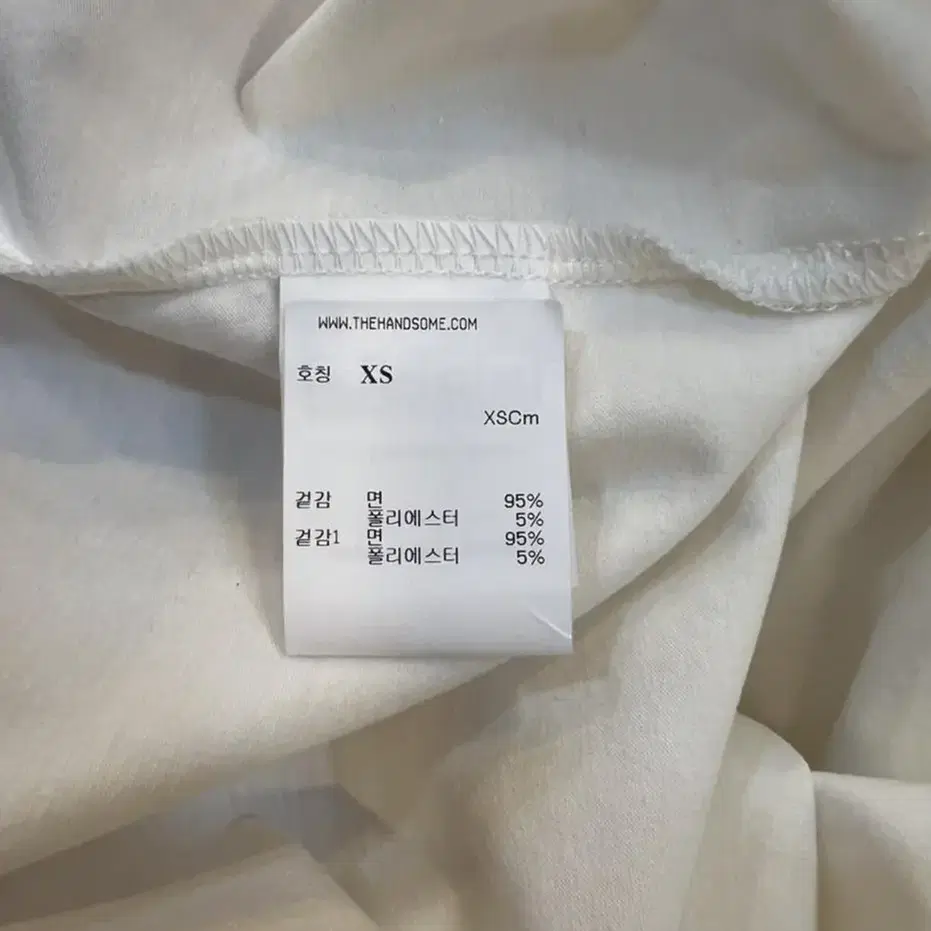 WWW.THEHANDSOME.COM
호칭 XS
XSCm
겉감 면 95%
폴리에스터 5%
겉감1 면 95%
폴리에스터 5%